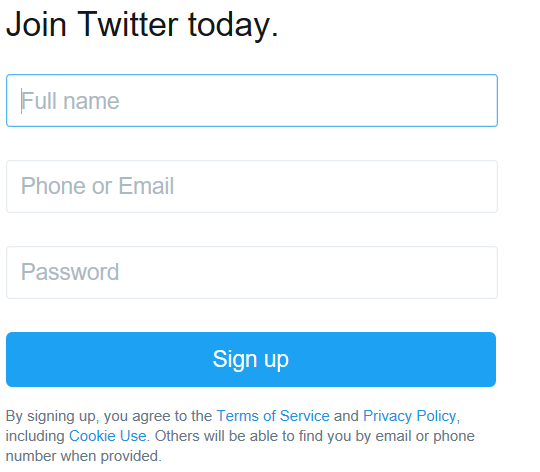 Join Twitter today.
Full name
Phone or Email
Password
Sign up
By signing up, you agree to the Terms of Service and Privacy Policy,
including Cookie Use. Others will be able to find you by email or phone
number when provided.